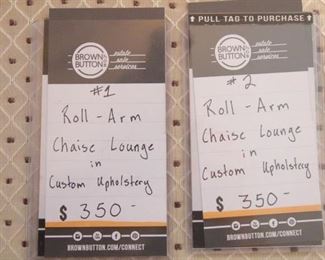 BROWN
BUTTON
estate
sale
services
#1
Roll-Arm
Chaise Lounge
in
Custom Upholstery
$ 350-
BROWNBUTTON.COM/CONNECT
⬆ PULL TAG TO PURCHASE ⬆
BROWN
BUTTON
estate
sale
services
#2
Roll-Arm
Chaise Lounge
in
Custom Upholstery
$ 350-
BROWNBUTTON.COM/CONNECT